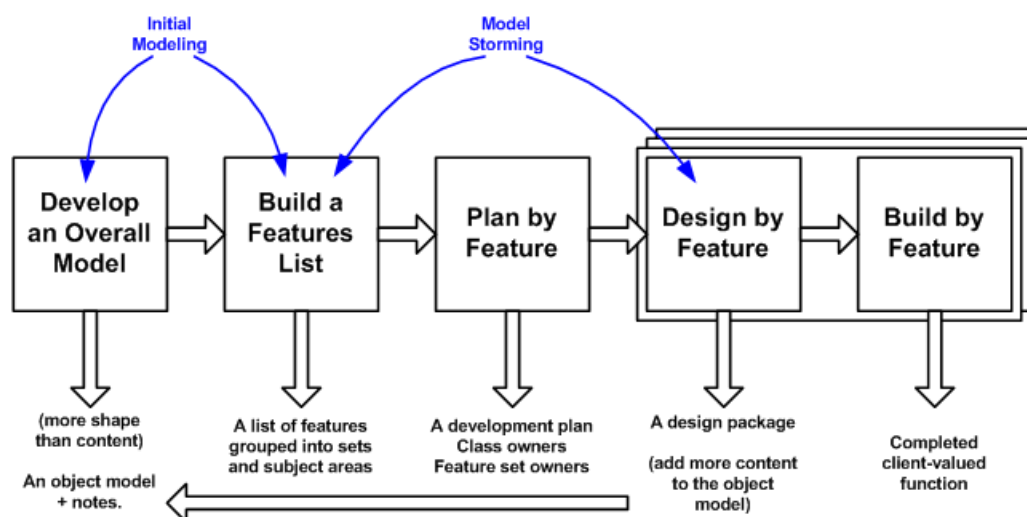 Initial
Modeling
Model
Storming
Develop
an Overall
Model
Build a
Features
List
Plan by
Feature
Design by
Feature
Build by
Feature
(more shape
than content)
An object model
+ notes.
A list of features
grouped into sets
and subject areas
A development plan
Class owners
Feature set owners
A design package
(add more content
to the object
model)
Completed
client-valued
function